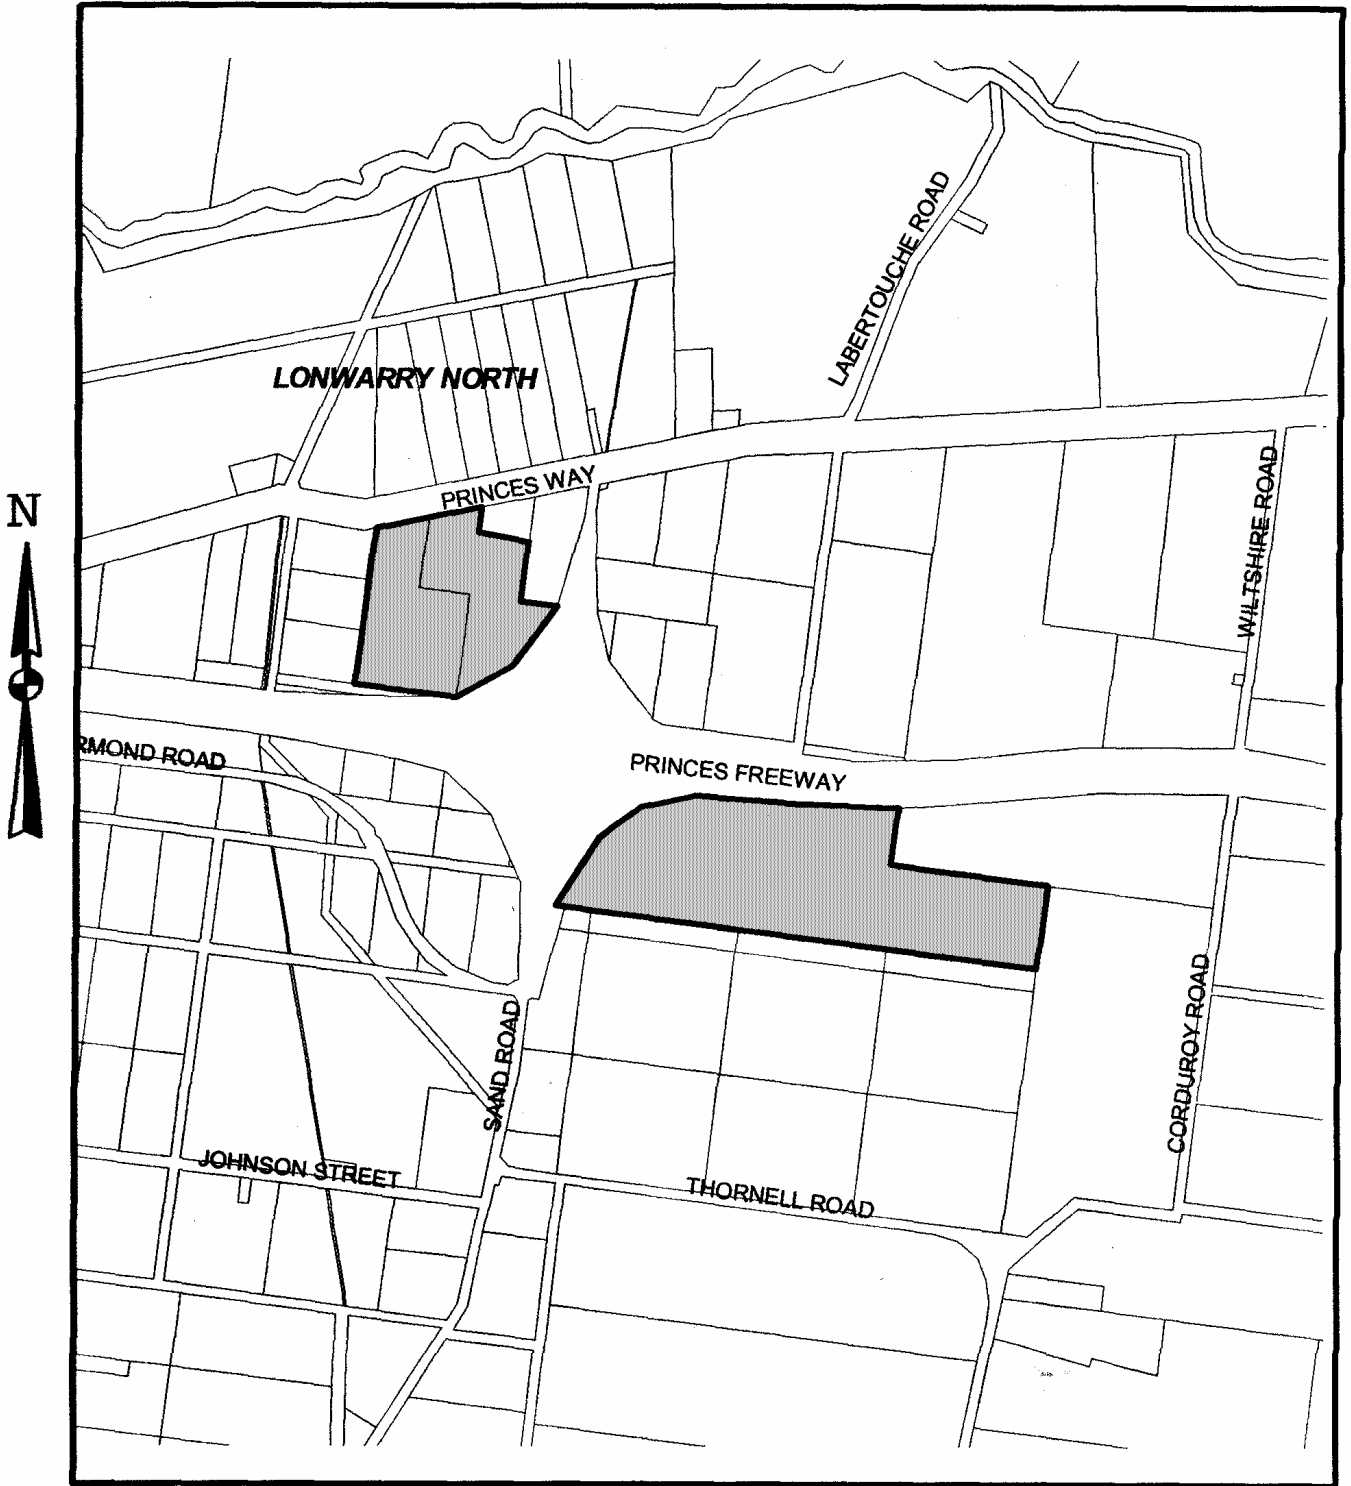 LABERTOUCHE ROAD
LONWARRY NORTH
N
PRINCES WAY
WILTSHIRE ROAD
RMOND ROAD
PRINCES FREEWAY
SAND ROAD
CORDUROY ROAD
JOHNSON STREET
THORNELL ROAD